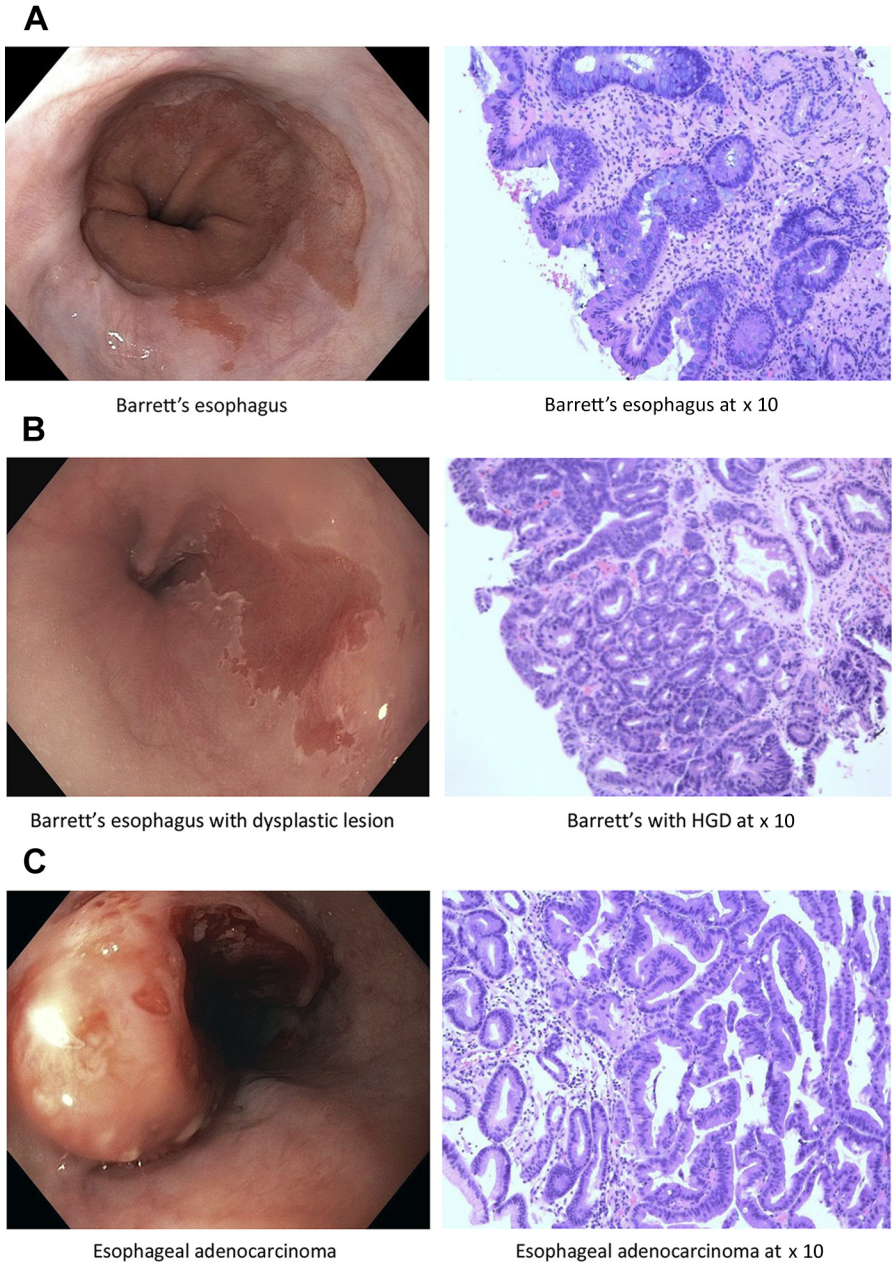 A
Barrett’s esophagus
Barrett’s esophagus at x 10
B
Barrett’s esophagus with dysplastic lesion
Barrett’s with HGD at x 10
C
Esophageal adenocarcinoma
Esophageal adenocarcinoma at x 10